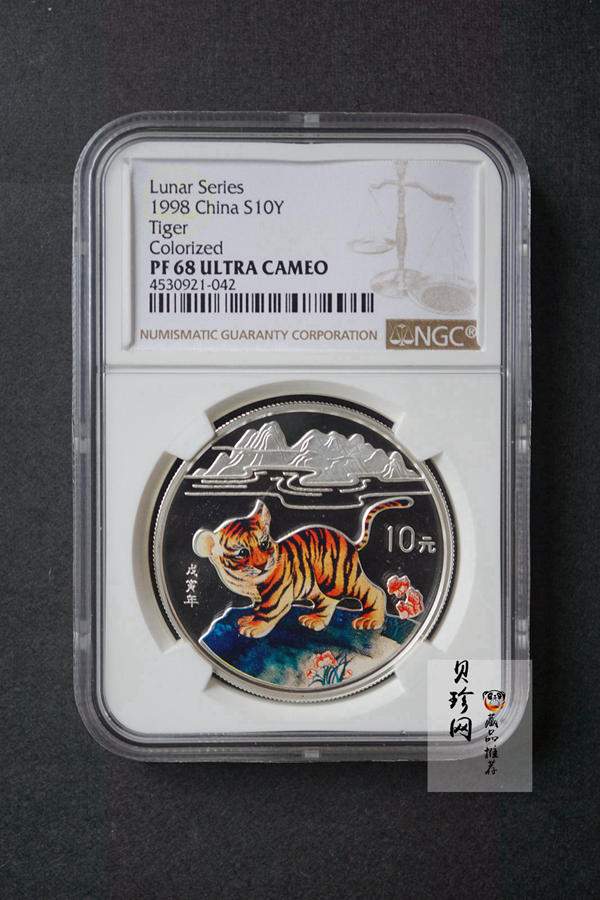 Lunar Series
1998 China S10Y
Tiger
Colorized
PF 68 ULTRA CAMEO
4530921-042
NUMISMATIC GUARANTY CORPORATION NGC®
10元
戊寅年
贝珍网
藏品推荐